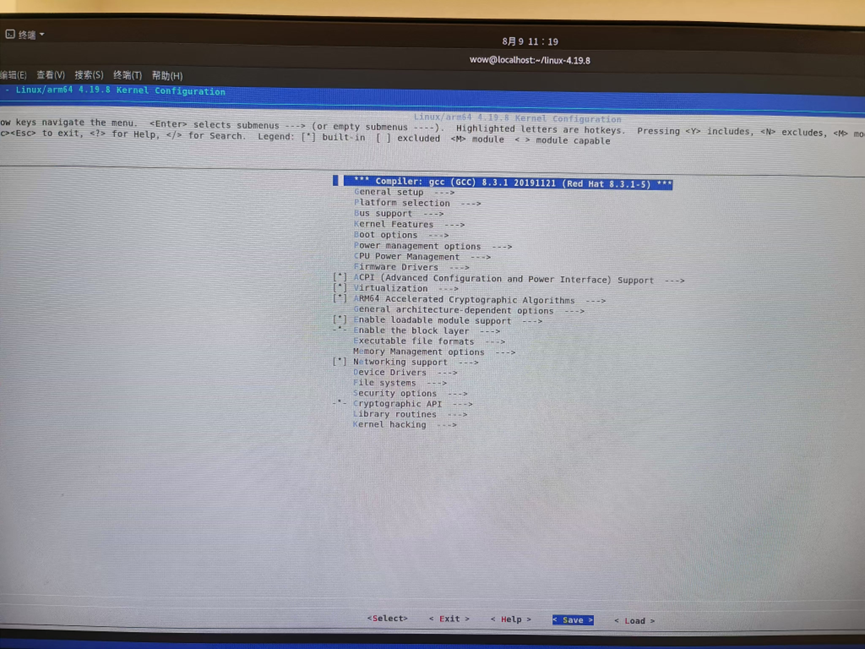 终端
8月 9 11：19
wow@localhost:~/linux-4.19.8
编辑(E) 查看(V) 搜索(S) 终端(T) 帮助(H)
- Linux/arm64 4.19.8 Kernel Configuration
Linux/arm64 4.19.8 Kernel Configuration
ow keys navigate the menu. <Enter> selects submenus ---> (or empty submenus ----). Highlighted letters are hotkeys. Pressing <Y> includes, <N> excludes, <M> mo
c><Esc> to exit, <?> for Help, </> for Search. Legend: [*] built-in [ ] excluded <M> module < > module capable
*** Compiler: gcc (GCC) 8.3.1 20191121 (Red Hat 8.3.1-5) ***
General setup --->
Platform selection --->
Bus support --->
Kernel Features --->
Boot options --->
Power management options --->
CPU Power Management --->
Firmware Drivers --->
[*] ACPI (Advanced Configuration and Power Interface) Support --->
[*] Virtualization --->
[*] ARM64 Accelerated Cryptographic Algorithms --->
General architecture-dependent options --->
[*] Enable loadable module support --->
-*- Enable the block layer --->
Executable file formats --->
Memory Management options --->
[*] Networking support --->
Device Drivers --->
File systems --->
Security options --->
-*- Cryptographic API --->
Library routines --->
Kernel hacking --->
<Select> < Exit > < Help > < Save > < Load >